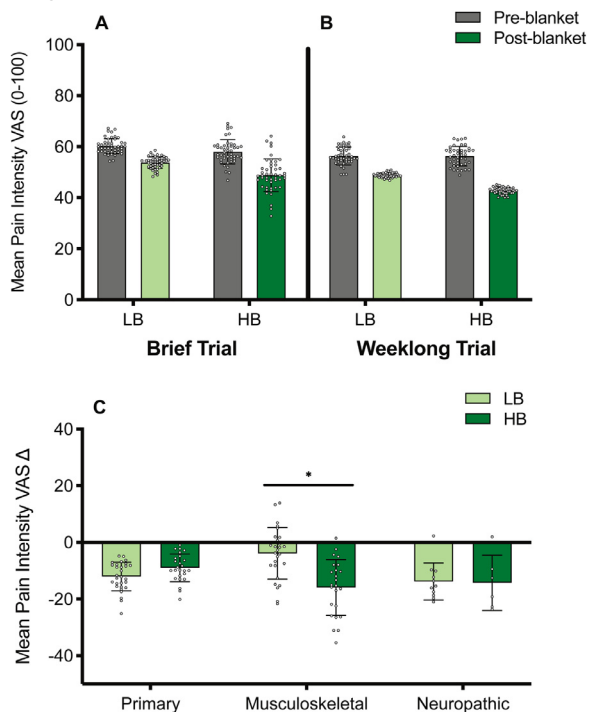 A
B
Pre-blanket
Post-blanket
Mean Pain Intensity VAS (0-100)
100
80
60
40
20
0
LB
HB
LB
HB
Brief Trial
Weeklong Trial
C
LB
HB
Mean Pain Intensity VAS Δ
40
20
*
0
-20
-40
Primary
Musculoskeletal
Neuropathic